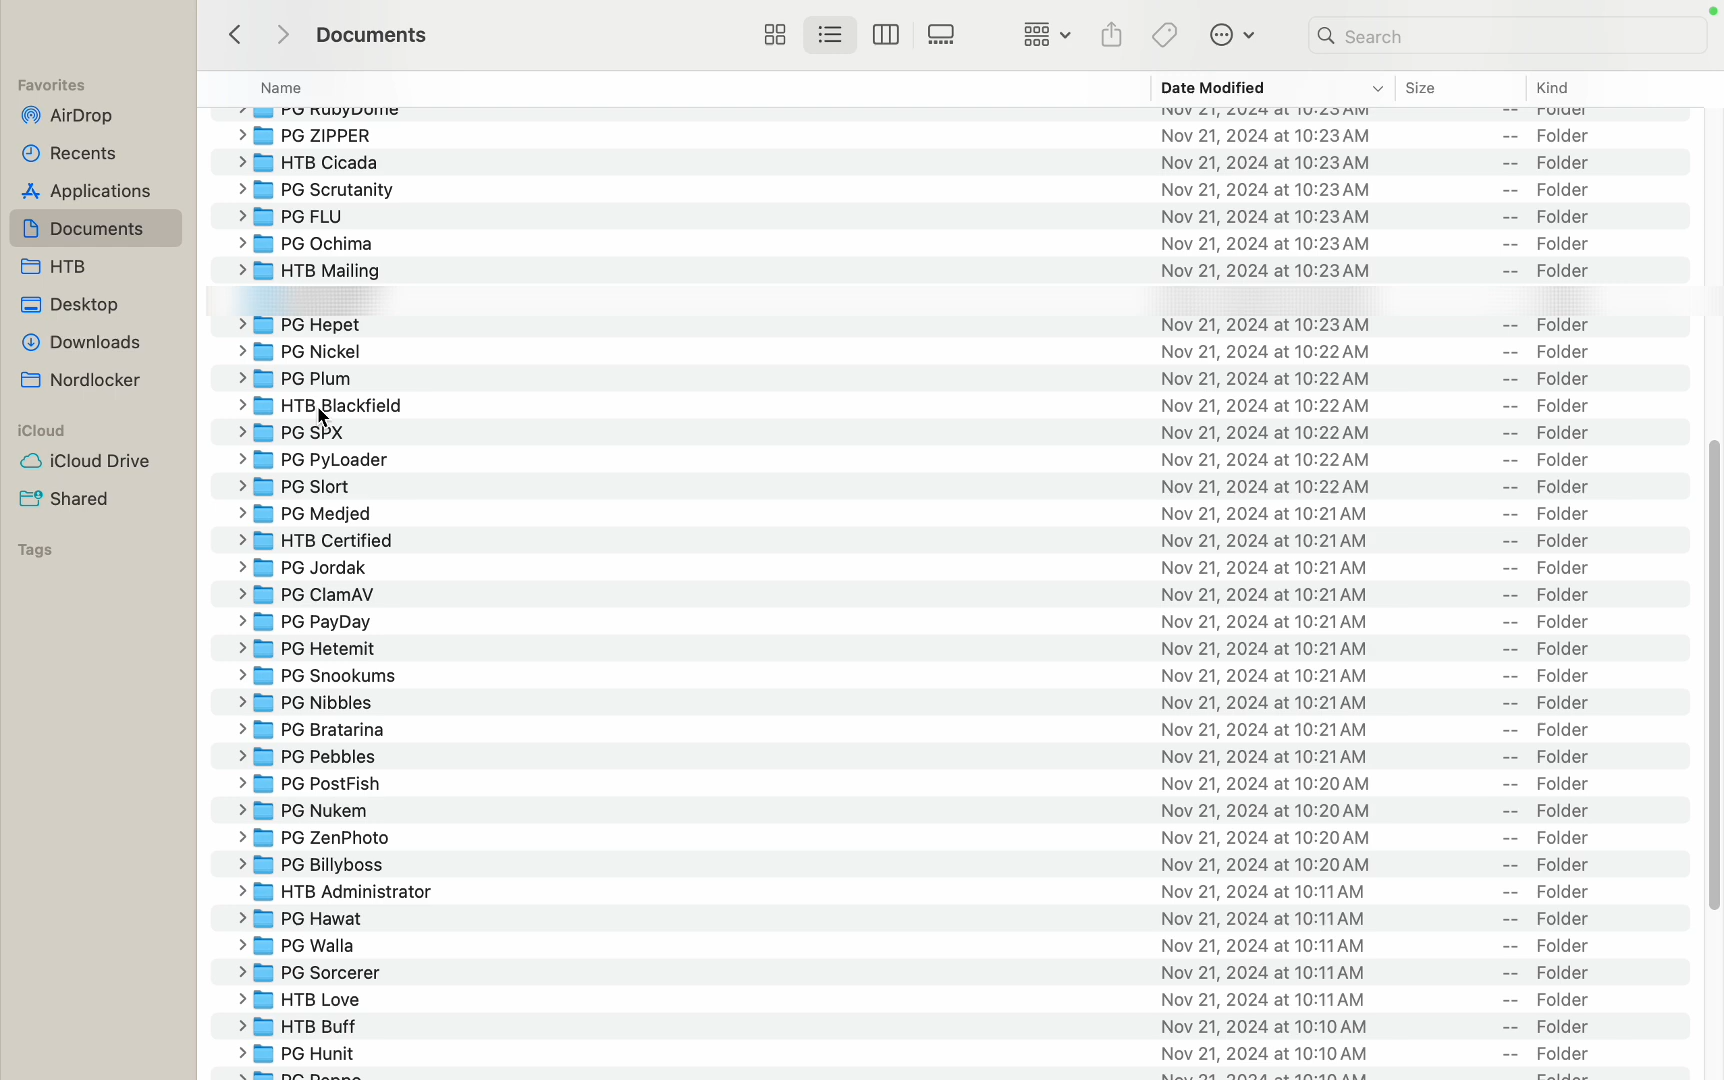 Documents
Search
Favorites
AirDrop
Recents
Applications
Documents
HTB
Desktop
Downloads
Nordlocker
iCloud
iCloud Drive
Shared
Tags
Name Date Modified Size Kind
PG RubyDome Nov 21, 2024 at 10:23 AM Folder
PG ZIPPER Nov 21, 2024 at 10:23 AM -- Folder
HTB Cicada Nov 21, 2024 at 10:23 AM -- Folder
PG Scrutanity Nov 21, 2024 at 10:23 AM -- Folder
PG FLU Nov 21, 2024 at 10:23 AM -- Folder
PG Ochima Nov 21, 2024 at 10:23 AM -- Folder
HTB Mailing Nov 21, 2024 at 10:23 AM -- Folder
PG Hepet Nov 21, 2024 at 10:23 AM -- Folder
PG Nickel Nov 21, 2024 at 10:22 AM -- Folder
PG Plum Nov 21, 2024 at 10:22 AM -- Folder
HTB Blackfield Nov 21, 2024 at 10:22 AM -- Folder
PG SPX Nov 21, 2024 at 10:22 AM -- Folder
PG PyLoader Nov 21, 2024 at 10:22 AM -- Folder
PG Slort Nov 21, 2024 at 10:22 AM -- Folder
PG Medjed Nov 21, 2024 at 10:21 AM -- Folder
HTB Certified Nov 21, 2024 at 10:21 AM -- Folder
PG Jordak Nov 21, 2024 at 10:21 AM -- Folder
PG ClamAV Nov 21, 2024 at 10:21 AM -- Folder
PG PayDay Nov 21, 2024 at 10:21 AM -- Folder
PG Hetemit Nov 21, 2024 at 10:21 AM -- Folder
PG Snookums Nov 21, 2024 at 10:21 AM -- Folder
PG Nibbles Nov 21, 2024 at 10:21 AM -- Folder
PG Bratarina Nov 21, 2024 at 10:21 AM -- Folder
PG Pebbles Nov 21, 2024 at 10:21 AM -- Folder
PG PostFish Nov 21, 2024 at 10:20 AM -- Folder
PG Nukem Nov 21, 2024 at 10:20 AM -- Folder
PG ZenPhoto Nov 21, 2024 at 10:20 AM -- Folder
PG Billyboss Nov 21, 2024 at 10:20 AM -- Folder
HTB Administrator Nov 21, 2024 at 10:11 AM -- Folder
PG Hawat Nov 21, 2024 at 10:11 AM -- Folder
PG Walla Nov 21, 2024 at 10:11 AM -- Folder
PG Sorcerer Nov 21, 2024 at 10:11 AM -- Folder
HTB Love Nov 21, 2024 at 10:11 AM -- Folder
HTB Buff Nov 21, 2024 at 10:10 AM -- Folder
PG Hunit Nov 21, 2024 at 10:10 AM -- Folder